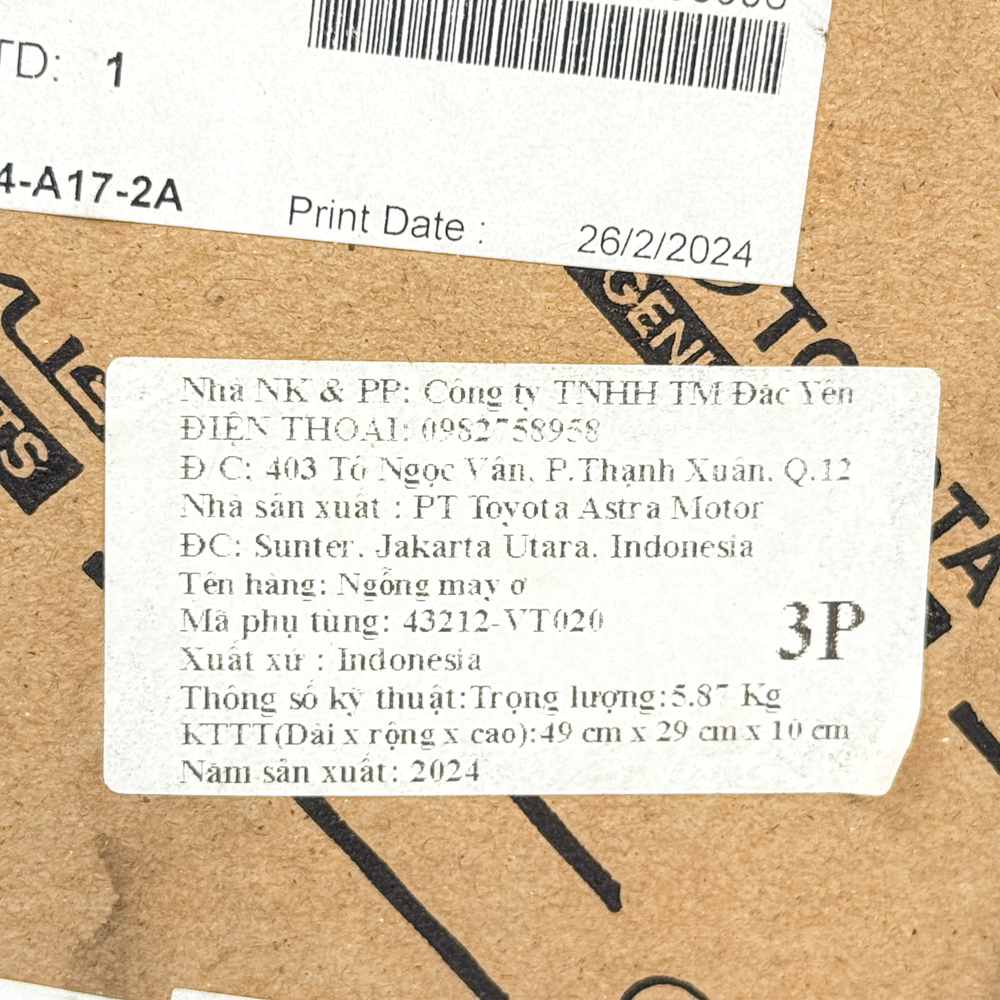 TD: 1
4-A17-2A
Print Date : 26/2/2024
GENU
TOYOTA
Nhà NK & PP: Công ty TNHH TM Đắc Yên
ĐIỆN THOẠI: 0982758958
Đ/C: 403 Tô Ngọc Vân, P.Thạnh Xuân, Q.12
Nhà sản xuất : PT Toyota Astra Motor
ĐC: Sunter, Jakarta Utara, Indonesia
Tên hàng: Ngỗng may ơ
Mã phụ tùng: 43212-VT020
3P
Xuất xứ : Indonesia
Thông số kỹ thuật:Trọng lượng:5.87 Kg
KTTT(Dài x rộng x cao):49 cm x 29 cm x 10 cm
Năm sản xuất: 2024